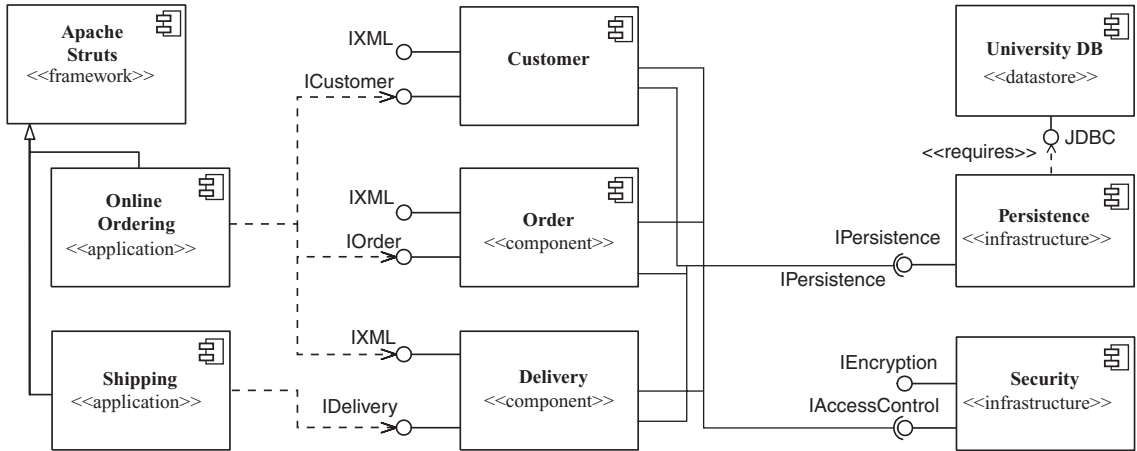 Apache
Struts
<<framework>>
IXML
ICustomer
Customer
University DB
<<datastore>>
JDBC
<<requires>>
Online
Ordering
<<application>>
IXML
IOrder
Order
<<component>>
Persistence
<<infrastructure>>
IPersistence
IPersistence
Shipping
<<application>>
IXML
IDelivery
Delivery
<<component>>
IEncryption
IAccessControl
Security
<<infrastructure>>